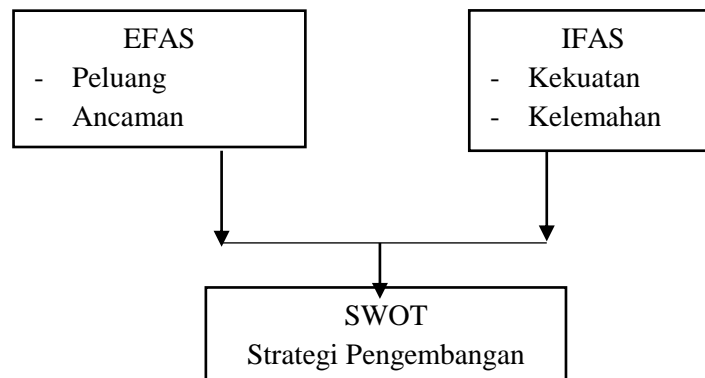 EFAS
- Peluang
- Ancaman
IFAS
- Kekuatan
- Kelemahan
SWOT
Strategi Pengembangan